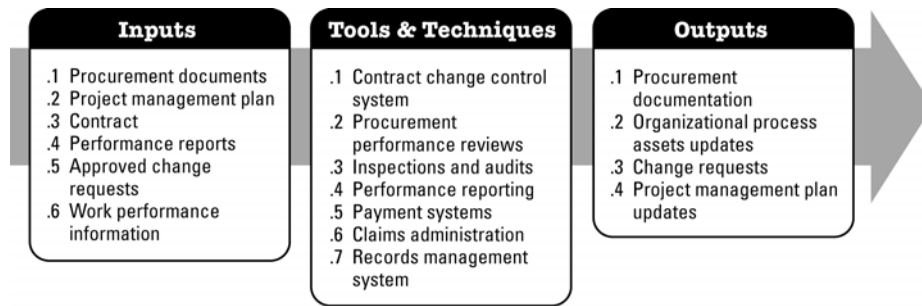 Inputs
.1 Procurement documents
.2 Project management plan
.3 Contract
.4 Performance reports
.5 Approved change
requests
.6 Work performance
information
Tools & Techniques
.1 Contract change control
system
.2 Procurement
performance reviews
.3 Inspections and audits
.4 Performance reporting
.5 Payment systems
.6 Claims administration
.7 Records management
system
Outputs
.1 Procurement
documentation
.2 Organizational process
assets updates
.3 Change requests
.4 Project management plan
updates